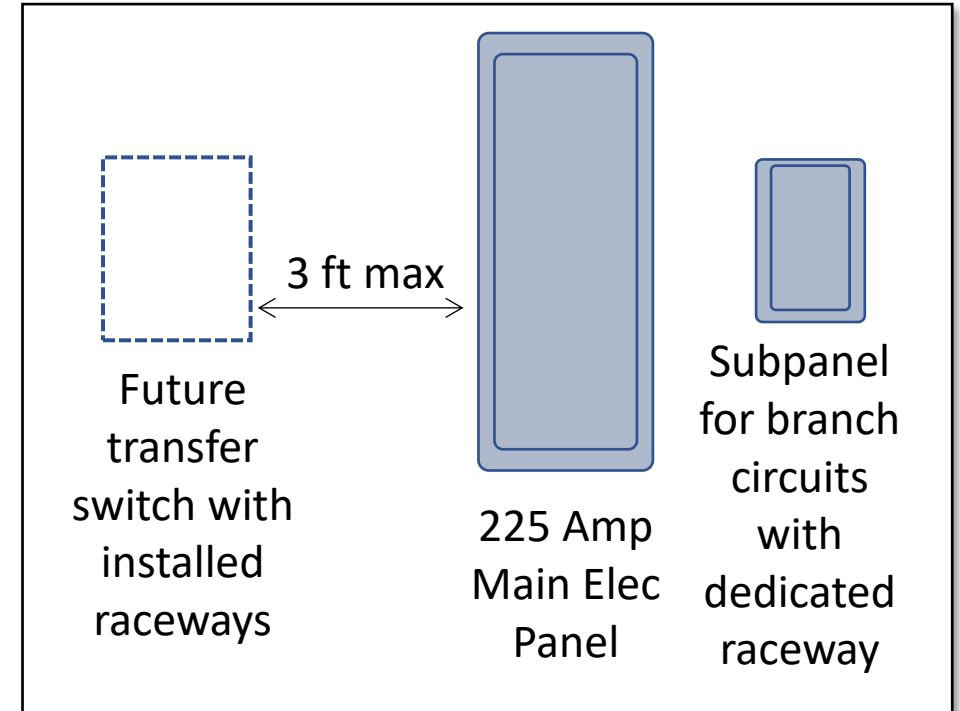 3 ft max
Future
transfer
switch with
installed
raceways
225 Amp
Main Elec
Panel
Subpanel
for branch
circuits
with
dedicated
raceway